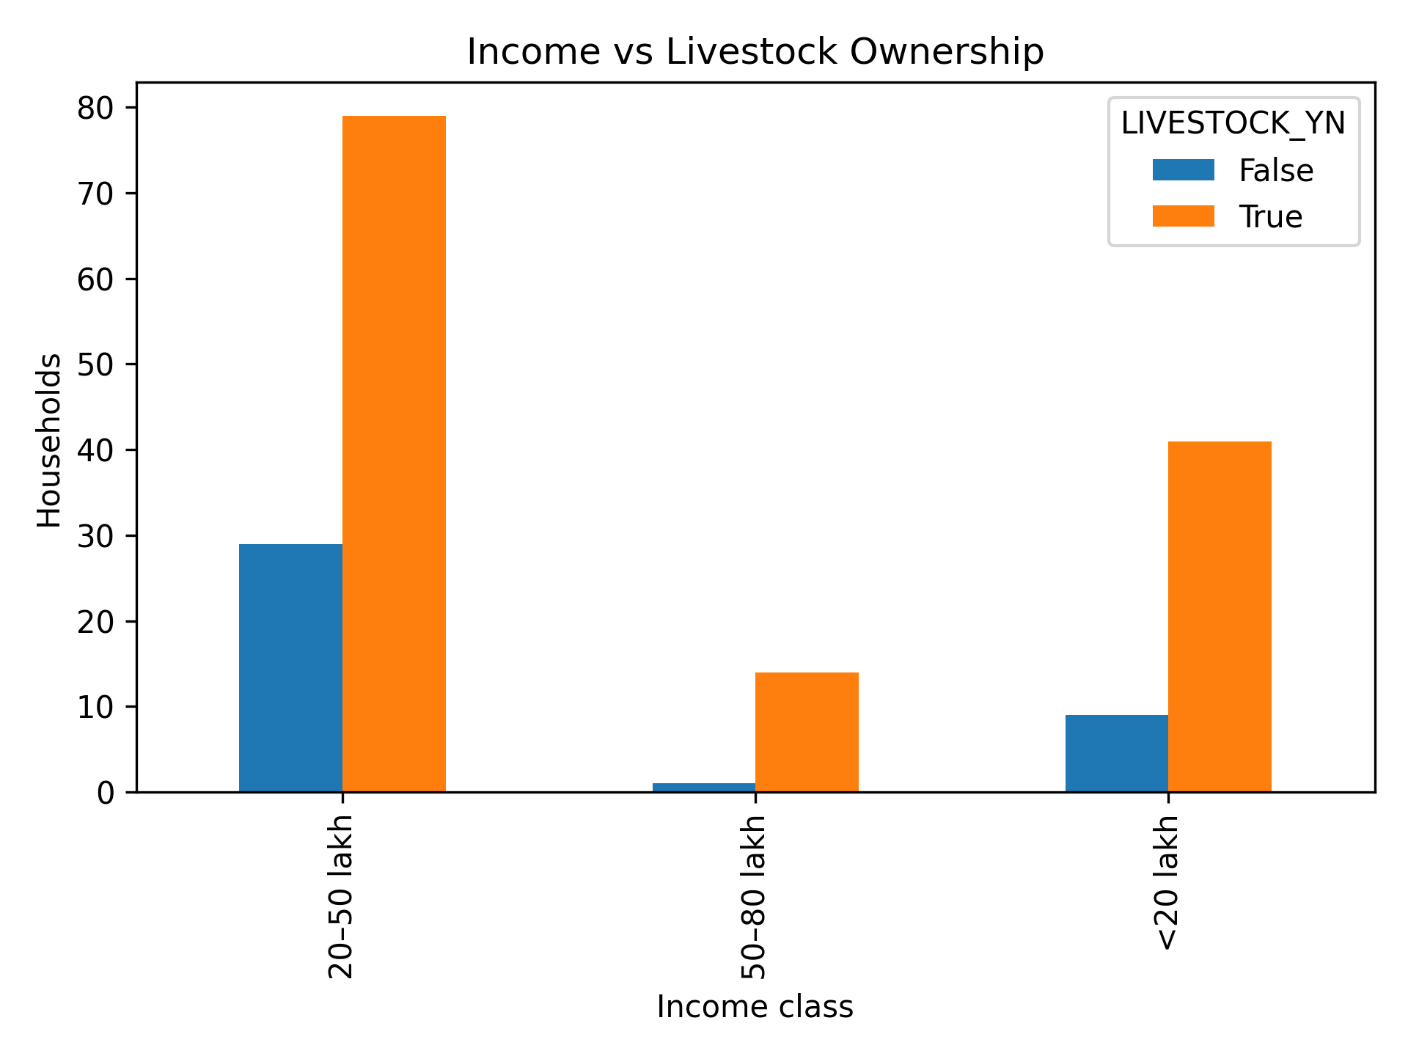 Income vs Livestock Ownership
LIVESTOCK_YN
False
True
Households
80
70
60
50
40
30
20
10
0
20–50 lakh
50–80 lakh
<20 lakh
Income class